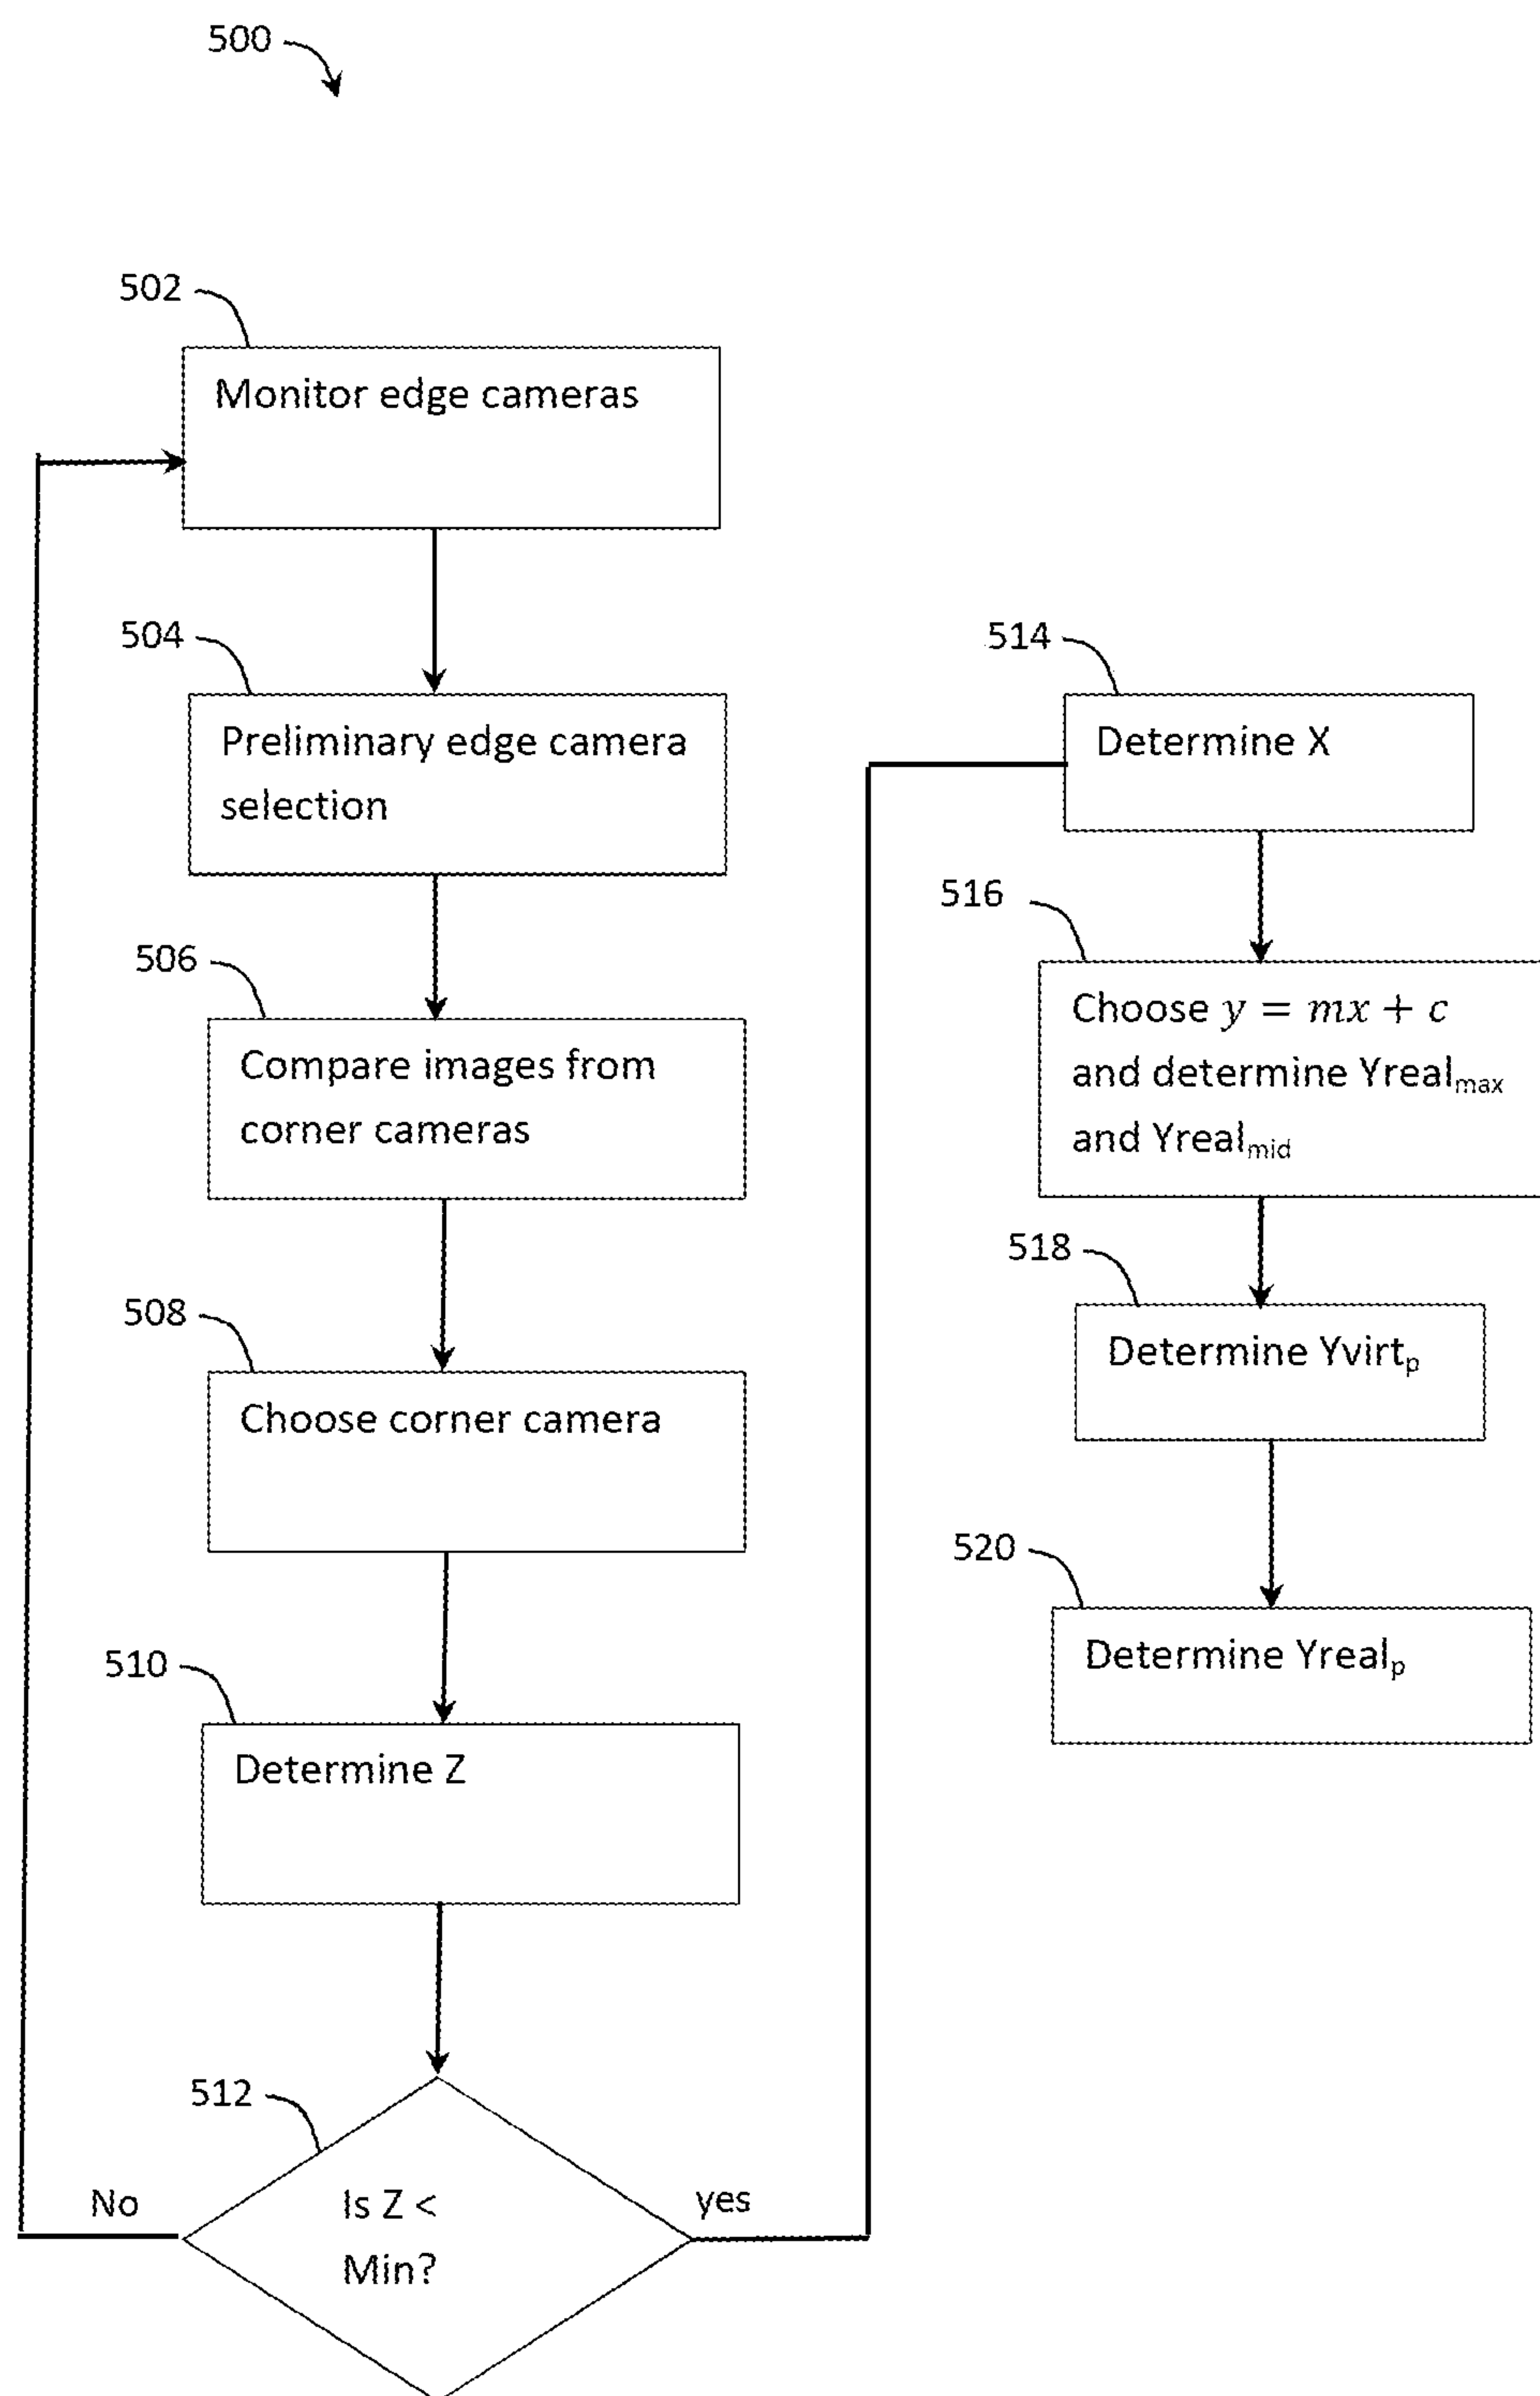 500
502
Monitor edge cameras
504
Preliminary edge camera
selection
506
Compare images from
corner cameras
508
Choose corner camera
510
Determine Z
512
Is Z <
Min?
No
yes
514
Determine X
516
Choose y = mx + c
and determine Yrealmax
and Yrealmid
518
Determine Yvirtp
520
Determine Yrealp